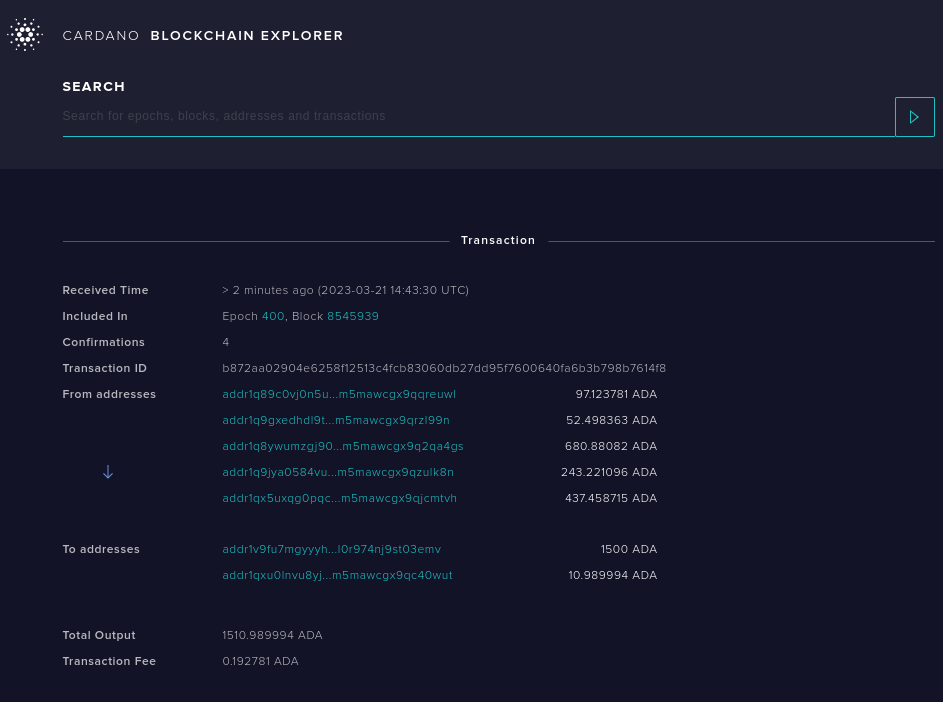 CARDANO BLOCKCHAIN EXPLORER
SEARCH
Search for epochs, blocks, addresses and transactions
Transaction
Received Time > 2 minutes ago (2023-03-21 14:43:30 UTC)
Included In Epoch 400, Block 8545939
Confirmations 4
Transaction ID b872aa02904e6258f12513c4fcb83060db27dd95f7600640fa6b3b798b7614f8
From addresses addr1q89c0vj0n5u...m5mawcgx9qqreuwl 97.123781 ADA
addr1q9gxedhdl9t...m5mawcgx9qrzl99n 52.498363 ADA
addr1q8ywumzgj90...m5mawcgx9q2qa4gs 680.88082 ADA
addr1q9jya0584vu...m5mawcgx9qzulk8n 243.221096 ADA
addr1qx5uxqg0pqc...m5mawcgx9qjcmtvh 437.458715 ADA
To addresses addr1v9fu7mgyyyh...l0r974nj9st03emv 1500 ADA
addr1qxu0lnvu8yj...m5mawcgx9qc40wut 10.989994 ADA
Total Output 1510.989994 ADA
Transaction Fee 0.192781 ADA